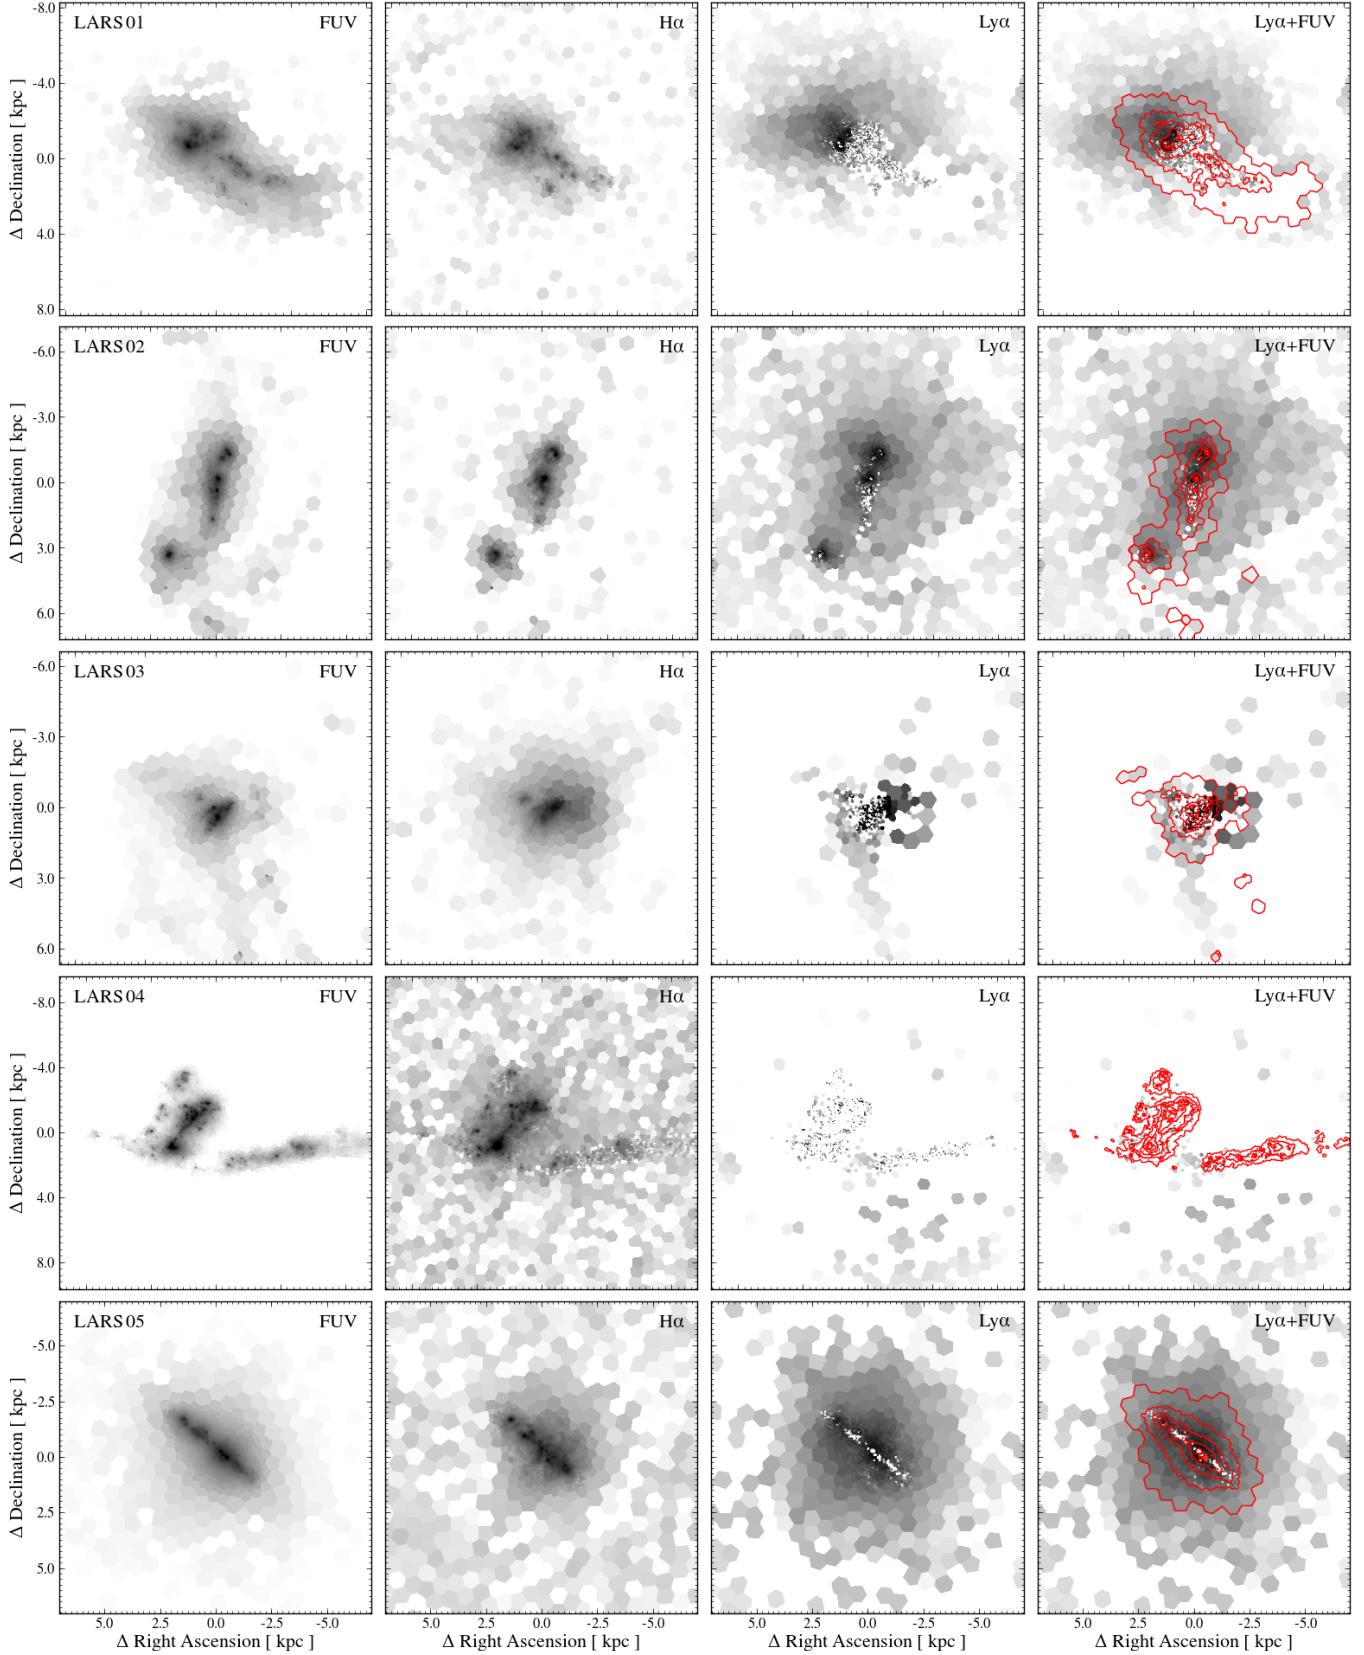 LARS 01 FUV Hα Lyα Lyα+FUV
-8.0
-4.0
0.0
4.0
8.0
Δ Declination [ kpc ]
LARS 02 FUV Hα Lyα Lyα+FUV
-6.0
-3.0
0.0
3.0
6.0
Δ Declination [ kpc ]
LARS 03 FUV Hα Lyα Lyα+FUV
-6.0
-3.0
0.0
3.0
6.0
Δ Declination [ kpc ]
LARS 04 FUV Hα Lyα Lyα+FUV
-8.0
-4.0
0.0
4.0
8.0
Δ Declination [ kpc ]
LARS 05 FUV Hα Lyα Lyα+FUV
-5.0
-2.5
0.0
2.5
5.0
Δ Declination [ kpc ]
5.0 2.5 0.0 -2.5 -5.0 5.0 2.5 0.0 -2.5 -5.0 5.0 2.5 0.0 -2.5 -5.0 5.0 2.5 0.0 -2.5 -5.0
Δ Right Ascension [ kpc ] Δ Right Ascension [ kpc ] Δ Right Ascension [ kpc ] Δ Right Ascension [ kpc ]